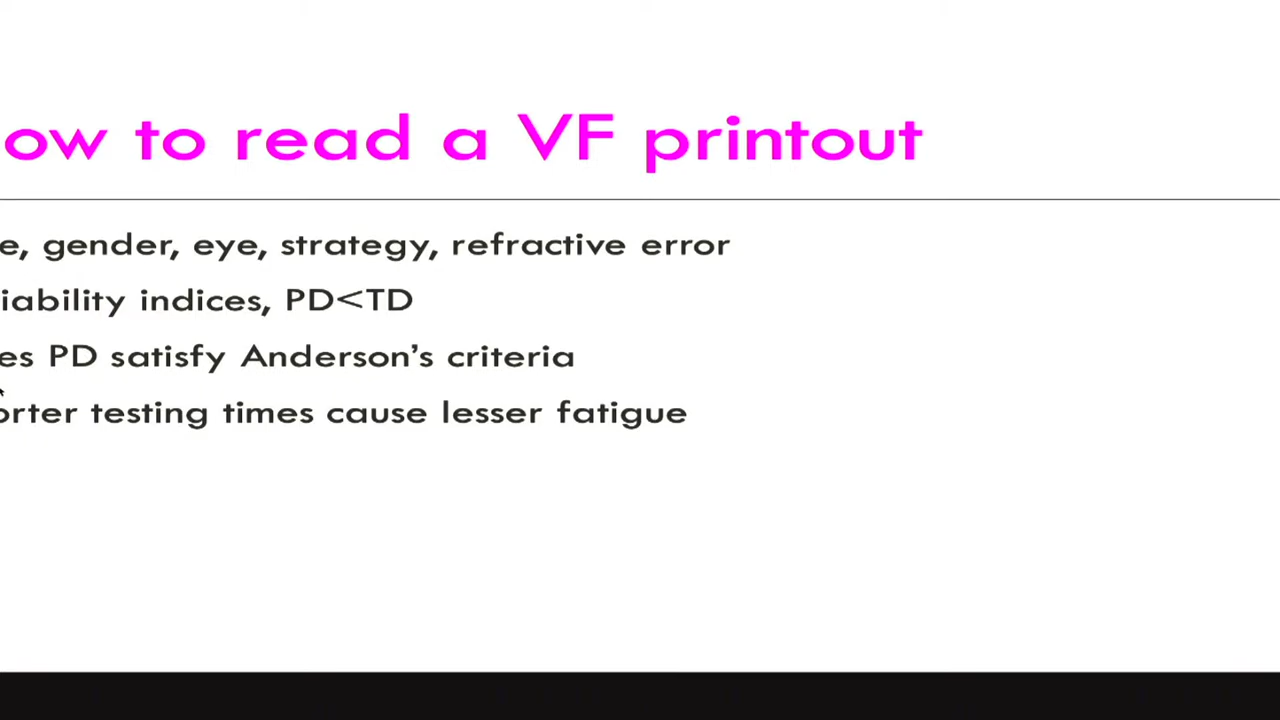 ow to read a VF printout
e, gender, eye, strategy, refractive error
iability indices, PD<TD
es PD satisfy Anderson’s criteria
orter testing times cause lesser fatigue